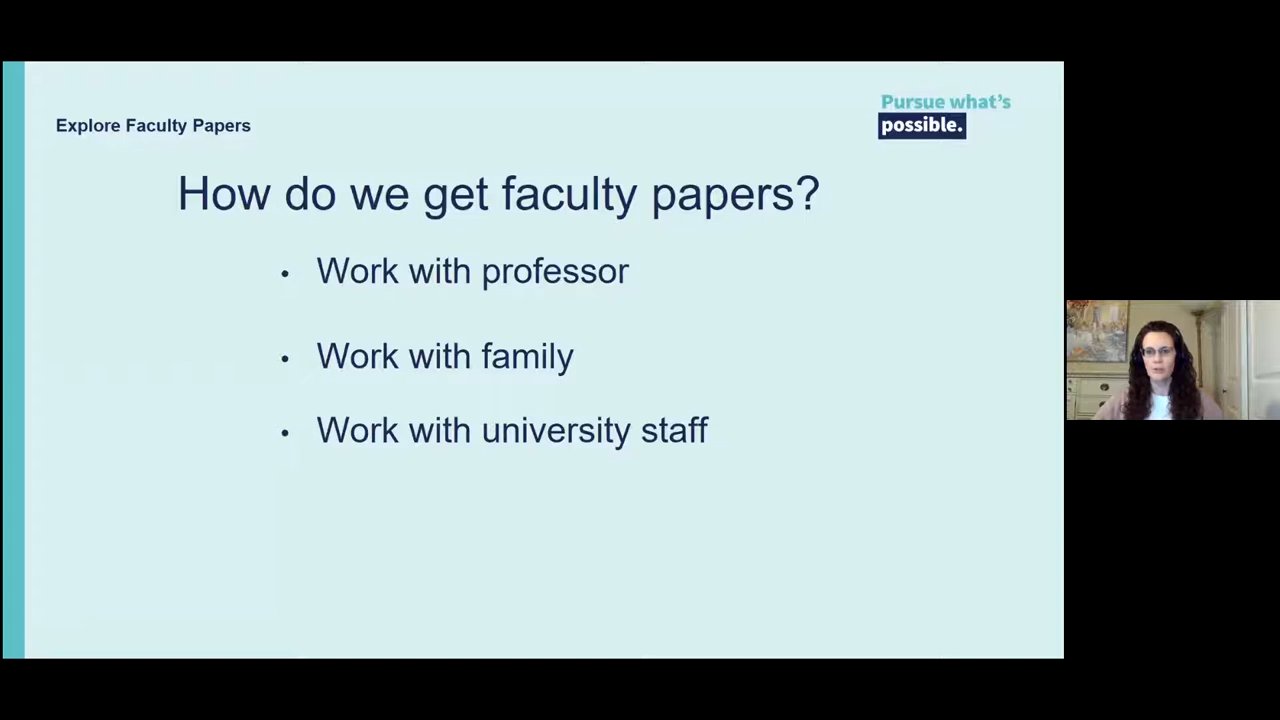 Pursue what's
possible.
Explore Faculty Papers
How do we get faculty papers?
• Work with professor
• Work with family
• Work with university staff